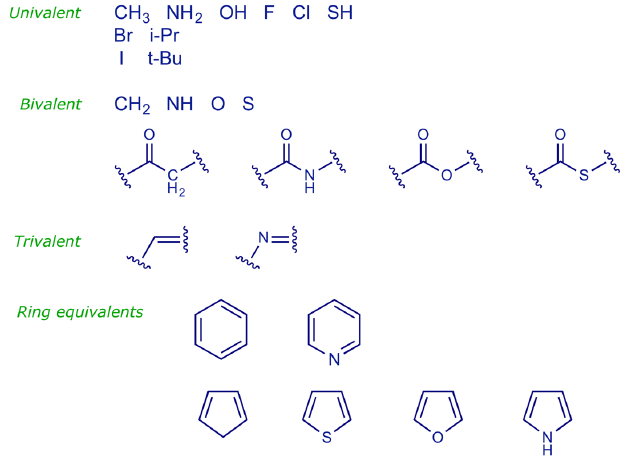 Univalent CH3 NH2 OH F Cl SH
Br i-Pr
I t-Bu
Bivalent CH2 NH O S
O O O O
C H2 N H O S
Trivalent N
Ring equivalents
N
S O N H